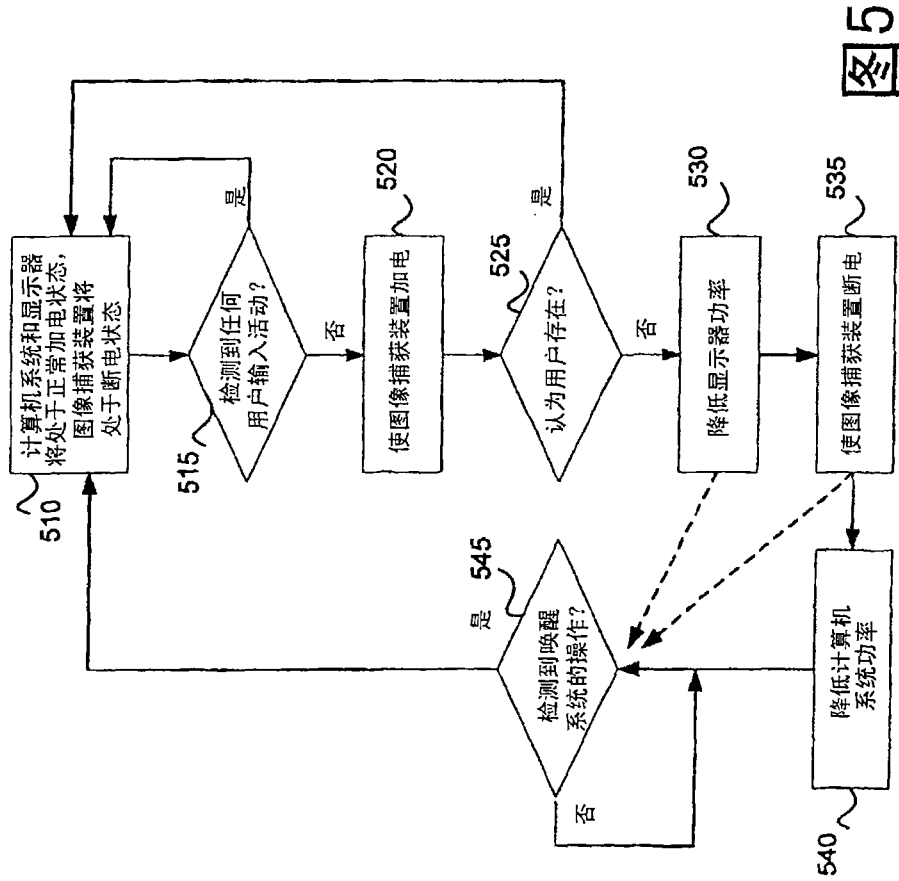 计算机系统和显示器
将处于正常加电状态,
图像捕获装置将
处于断电状态
510
检测到任何
用户输入活动?
515
是
否
使图像捕获装置加电
520
认为用户存在?
525
是
否
降低显示器功率
530
使图像捕获装置断电
535
降低计算机
系统功率
540
检测到唤醒
系统的操作?
545
是
否
图5